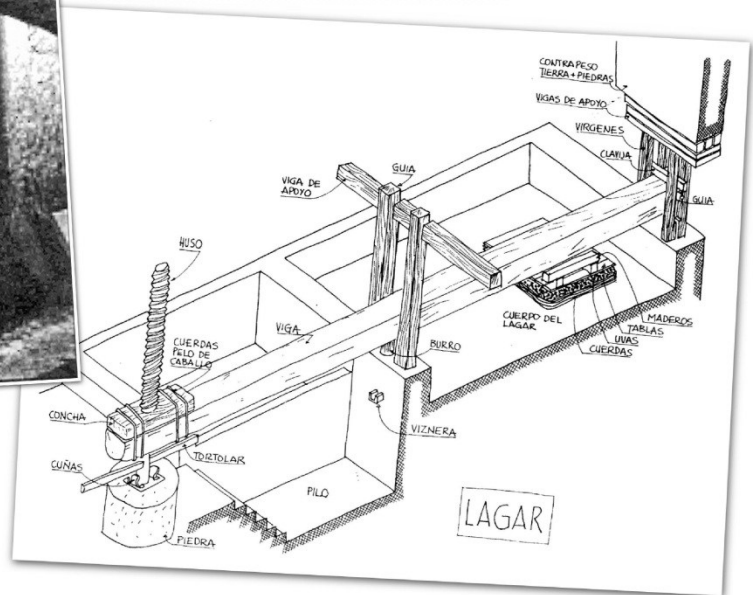 CONTRAPESO
TIERRA+PIEDRAS
VIGAS DE APOYO
VIRGENES
CLAVIJA
GUIA
GUIA
VIGA DE
APOYO
HUSO
CUERDAS
PELO DE
CABALLO
VIGA
BURRO
CUERPO DEL
LAGAR
MADEROS
TABLAS
UVAS
CUERDAS
CONCHA
VIZNERA
TORTOLAR
CUÑAS
PILO
PIEDRA
LAGAR